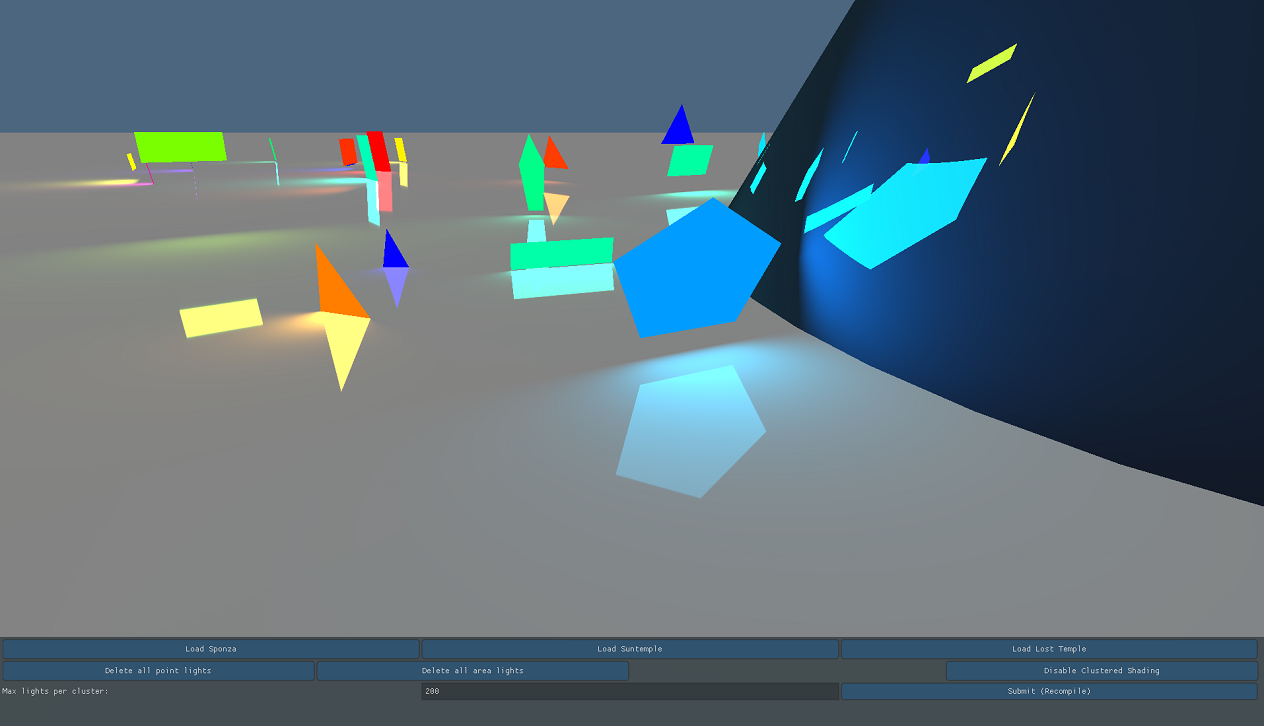 Load Sponza Load Suntemple Load Lost Temple
Delete all point lights Delete all area lights Disable Clustered Shading
Max lights per cluster: 200 Submit (Recompile)